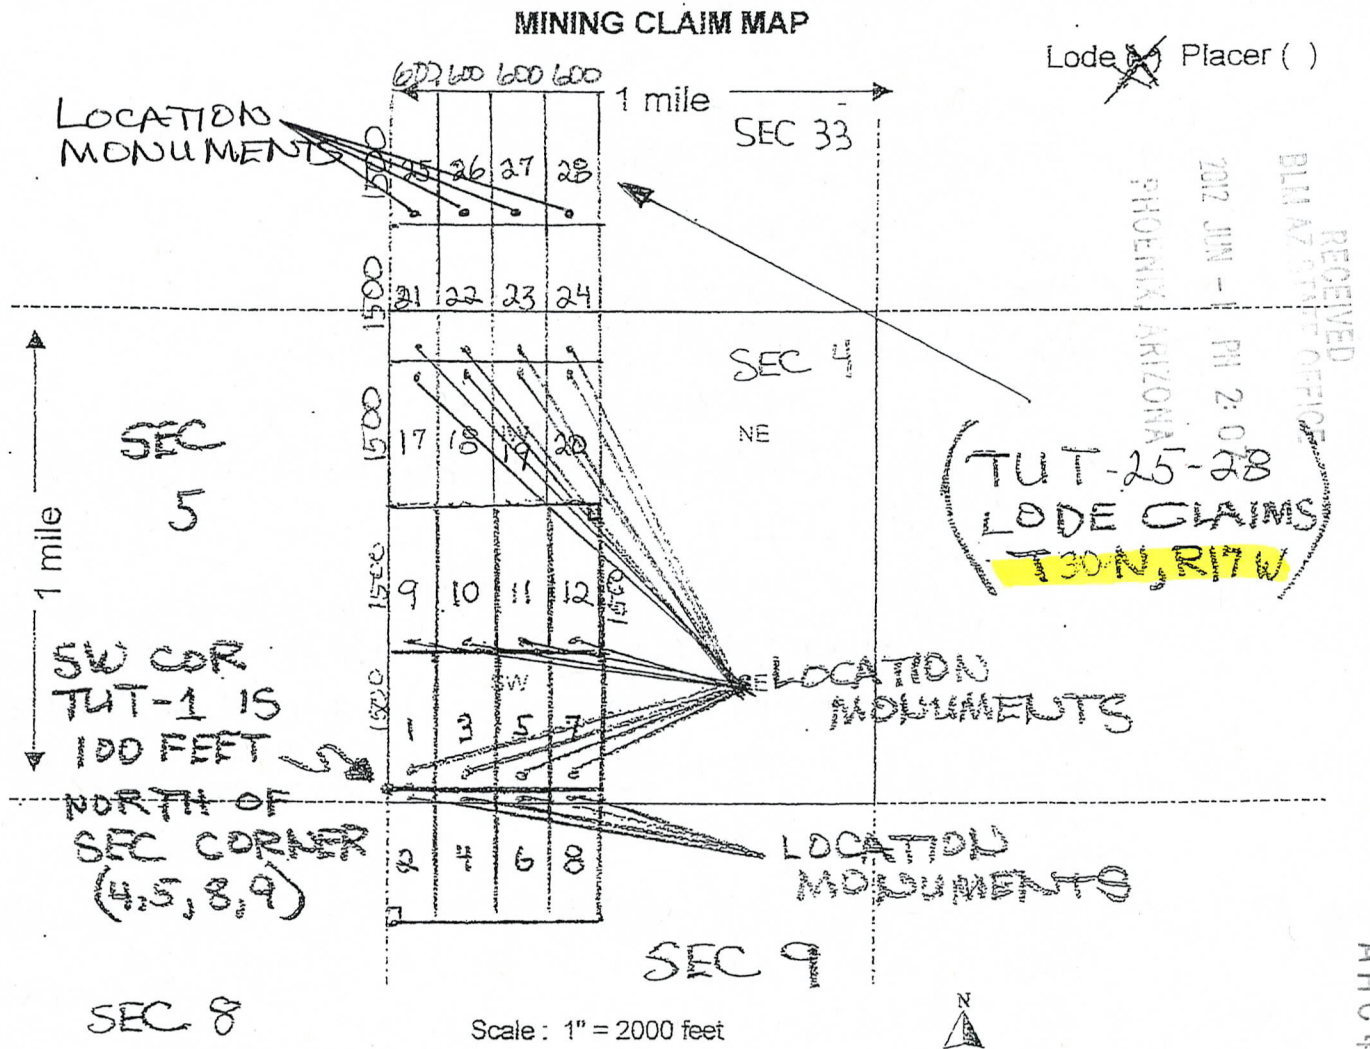 MINING CLAIM MAP
Lode (X) Placer ( )
600 600 600 600
1 mile
LOCATION
MONUMENTS
SEC 33
1500
25 26 27 28
RECEIVED
BLM AZ STATE OFFICE
2012 JUN - 1 PM 2:02
PHOENIX ARIZONA
1500
21 22 23 24
SEC 4
NE
SEC
5
1 mile
1500
17 18 19 20
(TUT-25-28
LODE CLAIMS
T30N, R17W)
1500
9 10 11 12
1500
SW COR
TUT-1 IS
100 FEET
NORTH OF
SEC CORNER
(4,5,8,9)
SW
SE
LOCATION
MONUMENTS
1500
1 3 5 7
2 4 6 8
LOCATION
MONUMENTS
SEC 9
SEC 8
Scale : 1" = 2000 feet
N